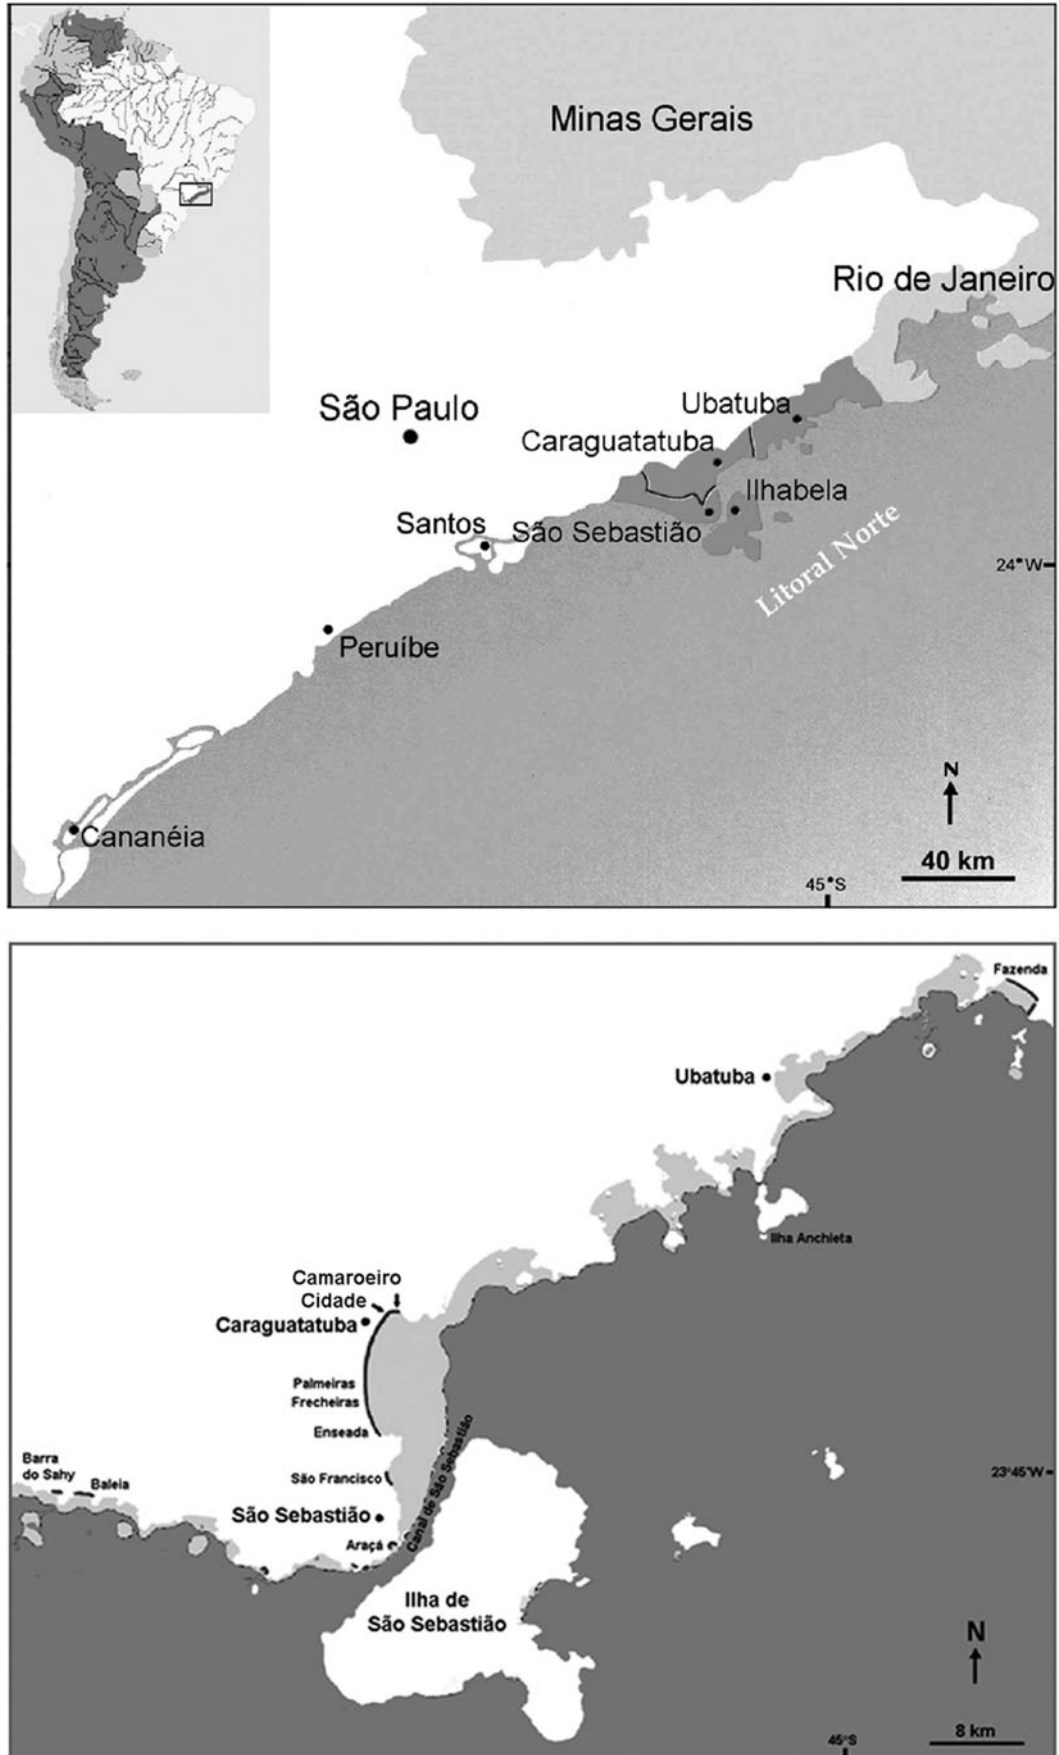 Minas Gerais
Rio de Janeiro
São Paulo
Ubatuba
Caraguatatuba
Ilhabela
Santos
São Sebastião
Litoral Norte
24°W
Peruíbe
N
Cananéia
40 km
45°S
Fazenda
Ubatuba
Ilha Anchieta
Camaroeiro
Cidade
Caraguatatuba
Palmeiras
Frecheiras
Enseada
Canal de São Sebastião
Barra
do Sahy
Baleia
São Francisco
23°45'W
São Sebastião
Araçá
Ilha de
São Sebastião
N
8 km
45°S